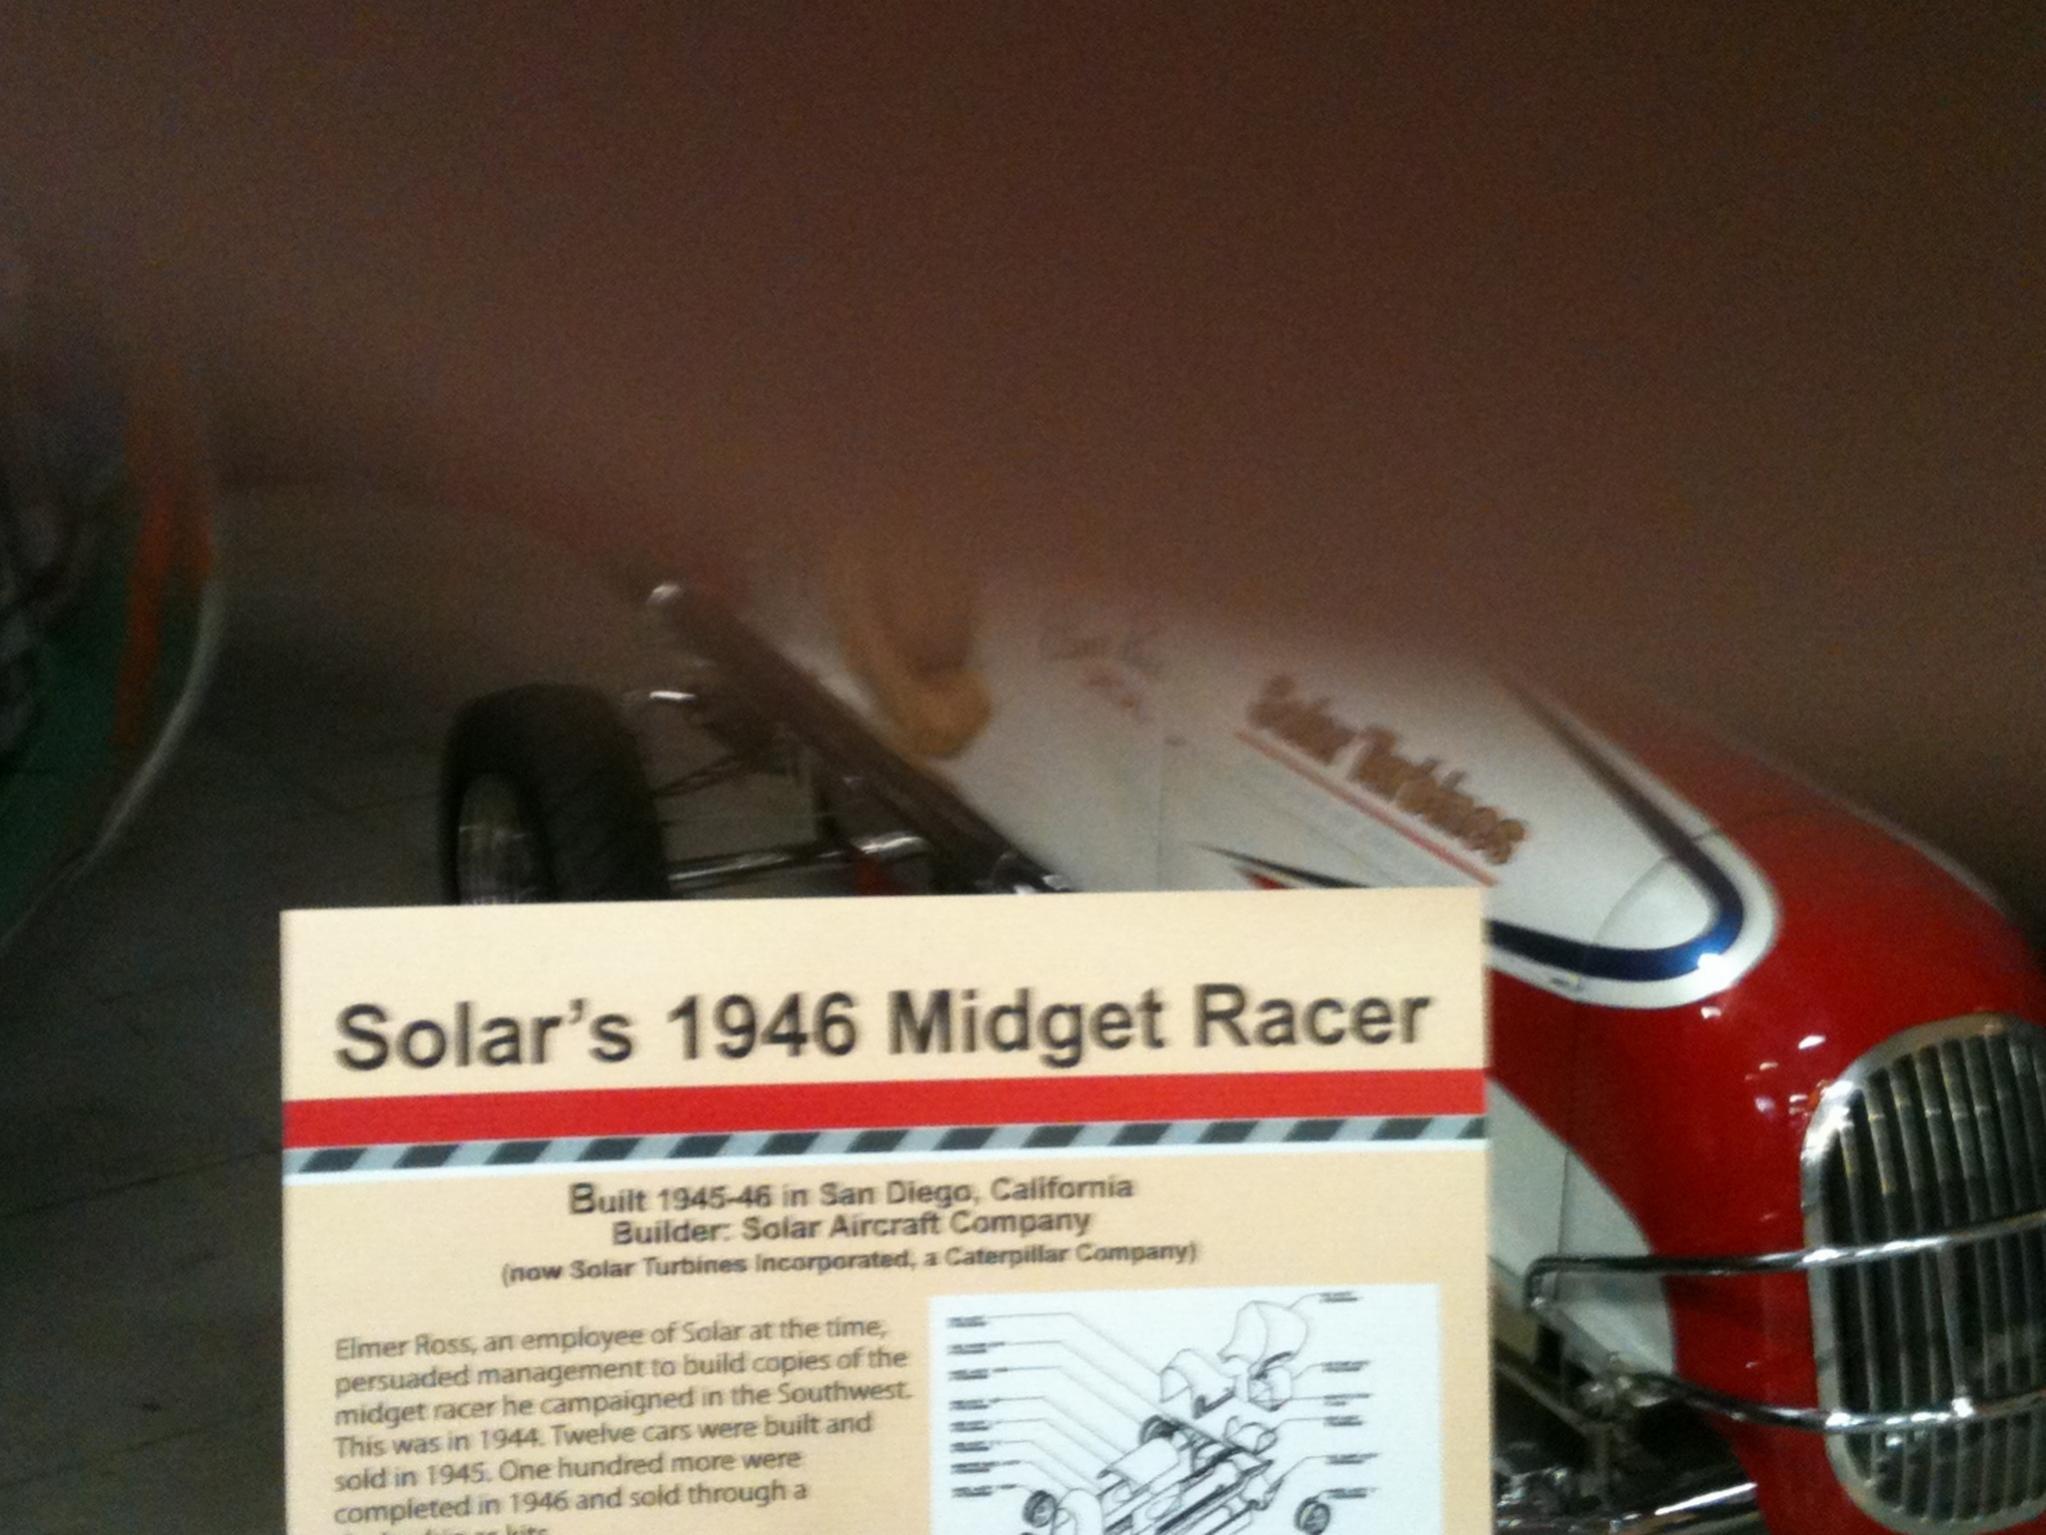 Solar Turbines
Solar's 1946 Midget Racer
Built 1945-46 in San Diego, California
Builder: Solar Aircraft Company
(now Solar Turbines Incorporated, a Caterpillar Company)
Elmer Ross, an employee of Solar at the time,
persuaded management to build copies of the
midget racer he campaigned in the Southwest.
This was in 1944. Twelve cars were built and
sold in 1945. One hundred more were
completed in 1946 and sold through a